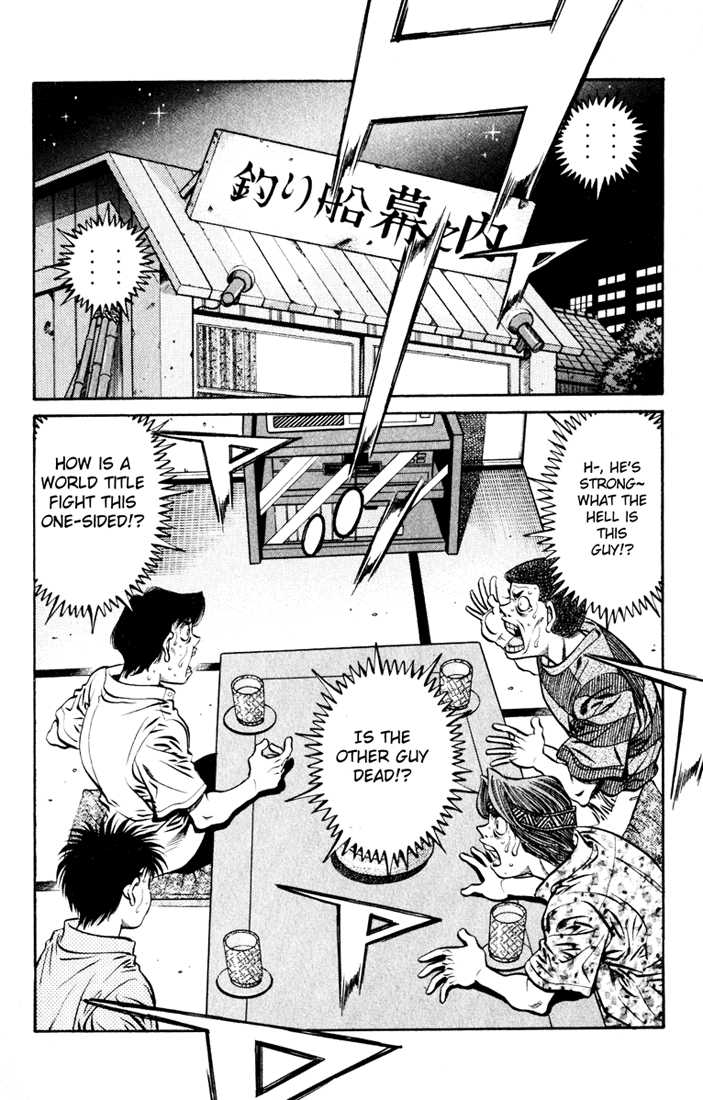 ......
釣り船 幕之内
......
H-, HE'S
STRONG~
WHAT THE
HELL IS
THIS
GUY!?
HOW IS A
WORLD TITLE
FIGHT THIS
ONE-SIDED!?
IS THE
OTHER GUY
DEAD!?